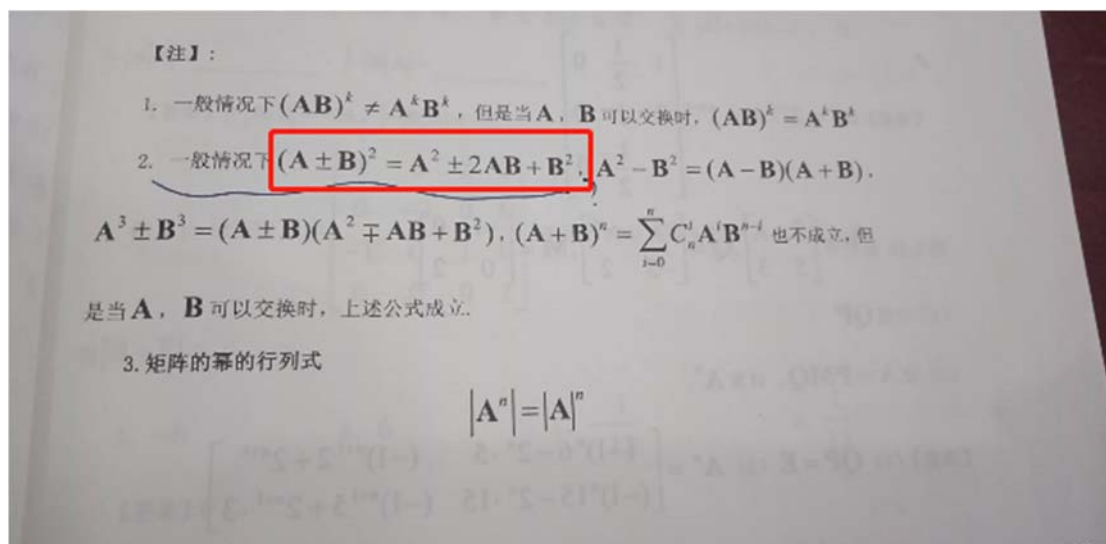 【注】：
1. 一般情况下(AB)^k ≠ A^k B^k，但是当A，B可以交换时，(AB)^k = A^k B^k
2. 一般情况下(A ± B)^2 = A^2 ± 2AB + B^2，A^2 − B^2 = (A − B)(A + B)，
A^3 ± B^3 = (A ± B)(A^2 ∓ AB + B^2)，(A + B)^n = ∑_{i=0}^{n} C_n^i A^i B^{n−i} 也不成立，但
是当A，B可以交换时，上述公式成立.
3. 矩阵的幂的行列式
|A^n| = |A|^n